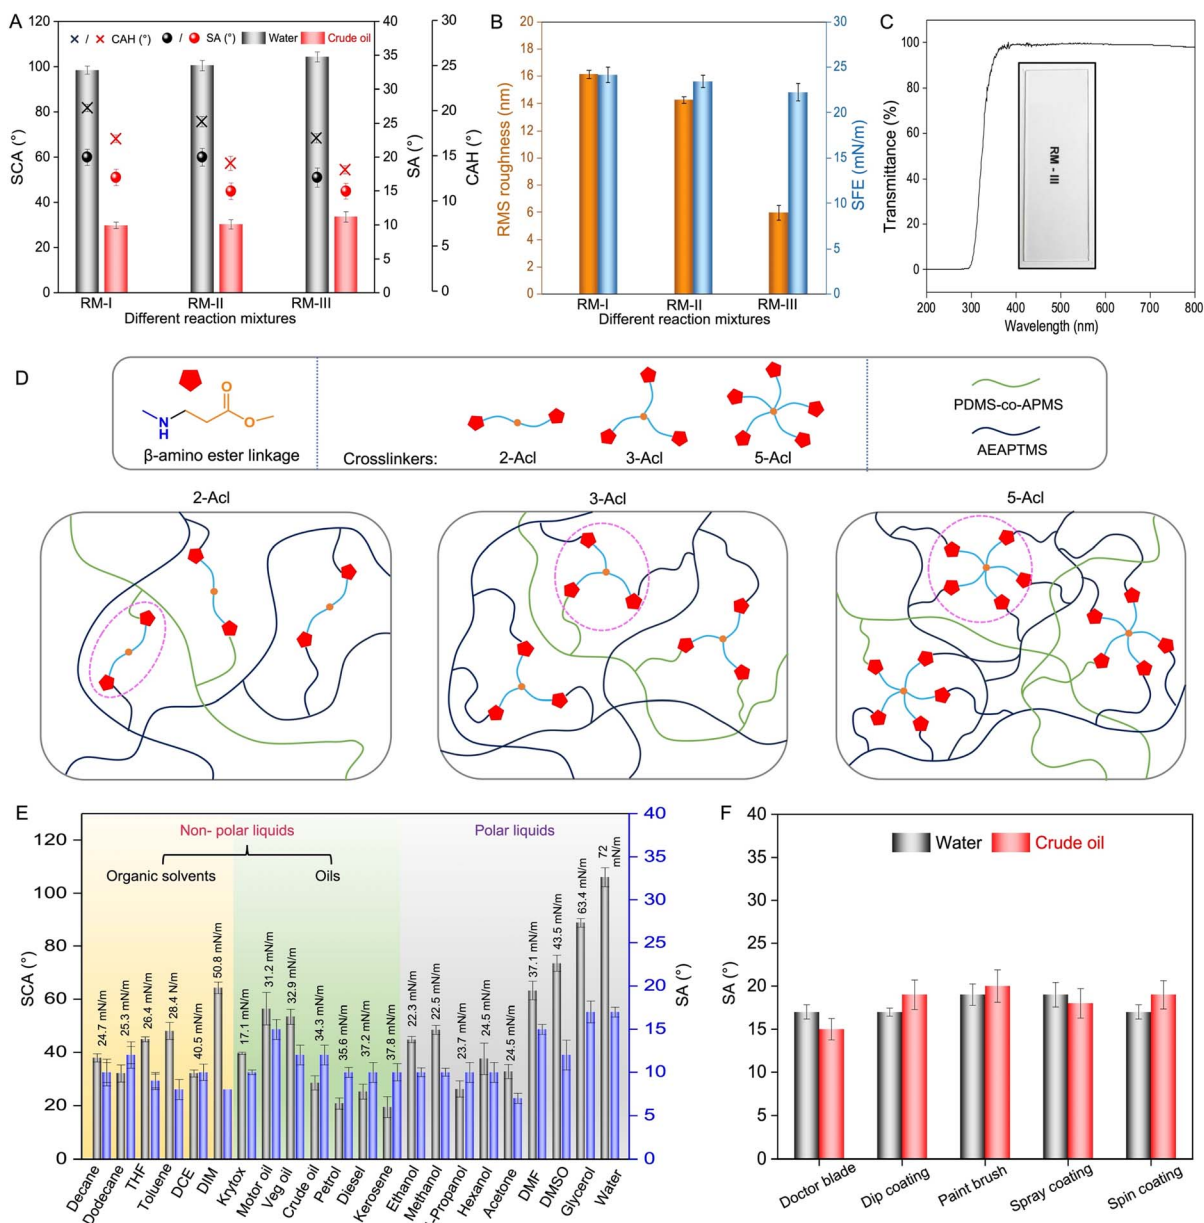 A
120
100
80
60
40
20
0
SCA (°)
× / × CAH (°) / SA (°) Water Crude oil
40
35
30
25
20
15
10
5
0
SA (°)
30
25
20
15
10
5
0
CAH (°)
RM-I RM-II RM-III
Different reaction mixtures
B
20
18
16
14
12
10
8
6
4
2
0
RMS roughness (nm)
30
25
20
15
10
5
0
SFE (mN/m)
RM-I RM-II RM-III
Different reaction mixtures
C
100
80
60
40
20
0
Transmittance (%)
RM - III
200 300 400 500 600 700 800
Wavelength (nm)
D
N
H
O
O
β-amino ester linkage
Crosslinkers: 2-Acl 3-Acl 5-Acl
PDMS-co-APMS
AEAPTMS
2-Acl 3-Acl 5-Acl
E
120
100
80
60
40
20
0
SCA (°)
Non- polar liquids
Organic solvents Oils
Polar liquids
24.7 mN/m
25.3 mN/m
26.4 mN/m
28.4 N/m
40.5 mN/m
50.8 mN/m
17.1 mN/m
31.2 mN/m
32.9 mN/m
34.3 mN/m
35.6 mN/m
37.2 mN/m
37.8 mN/m
22.3 mN/m
22.5 mN/m
23.7 mN/m
24.5 mN/m
24.5 mN/m
37.1 mN/m
43.5 mN/m
63.4 mN/m
72
mN/m
40
35
30
25
20
15
10
5
0
SA (°)
Decane
Dodecane
THF
Toluene
DCE
DIM
Krytox
Motor oil
Veg oil
Crude oil
Petrol
Diesel
Kerosene
Ethanol
Methanol
-Propanol
Hexanol
Acetone
DMF
DMSO
Glycerol
Water
F
40
35
30
25
20
15
10
5
0
SA (°)
Water Crude oil
Doctor blade
Dip coating
Paint brush
Spray coating
Spin coating